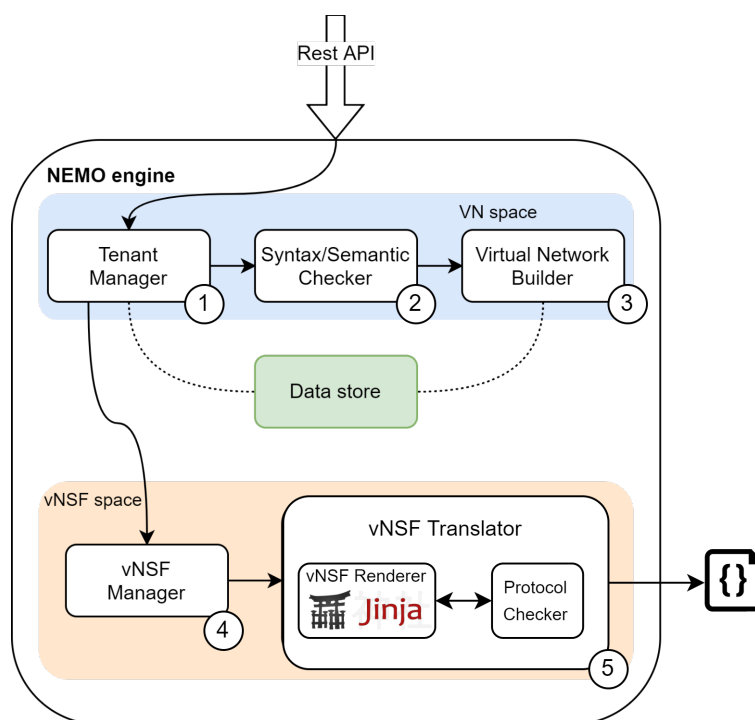 Rest API
NEMO engine
VN space
Tenant
Manager
1
Syntax/Semantic
Checker
2
Virtual Network
Builder
3
Data store
vNSF space
vNSF
Manager
4
vNSF Translator
vNSF Renderer
Jinja
Protocol
Checker
5
{}